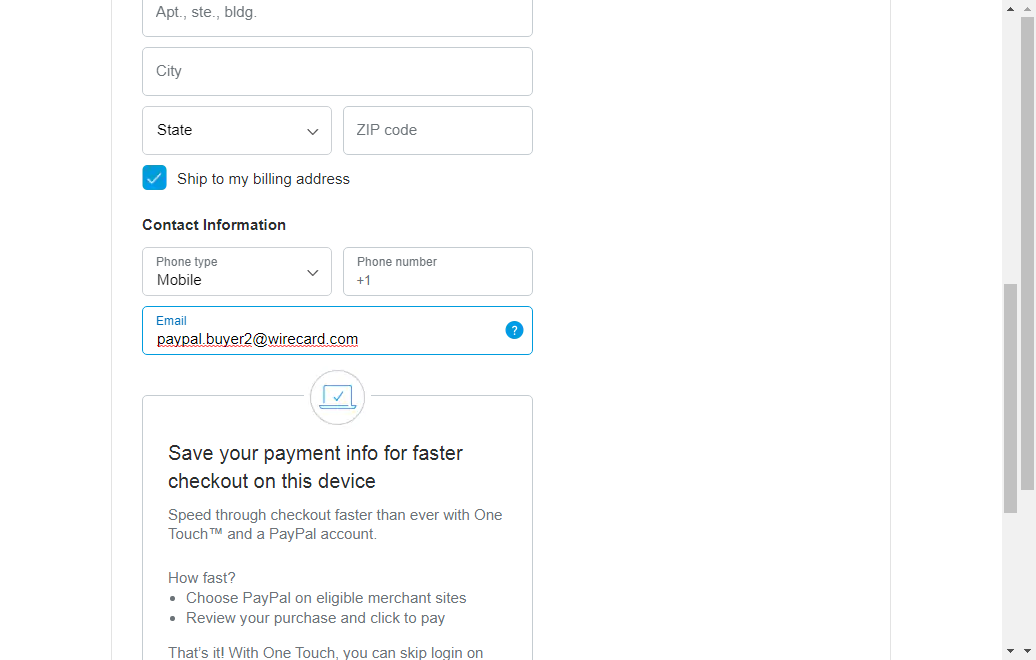 Apt., ste., bldg.
City
State
ZIP code
Ship to my billing address
Contact Information
Phone type
Mobile
Phone number
+1
Email
paypal.buyer2@wirecard.com
?
Save your payment info for faster
checkout on this device
Speed through checkout faster than ever with One
Touch™ and a PayPal account.
How fast?
• Choose PayPal on eligible merchant sites
• Review your purchase and click to pay
That's it! With One Touch, you can skip login on